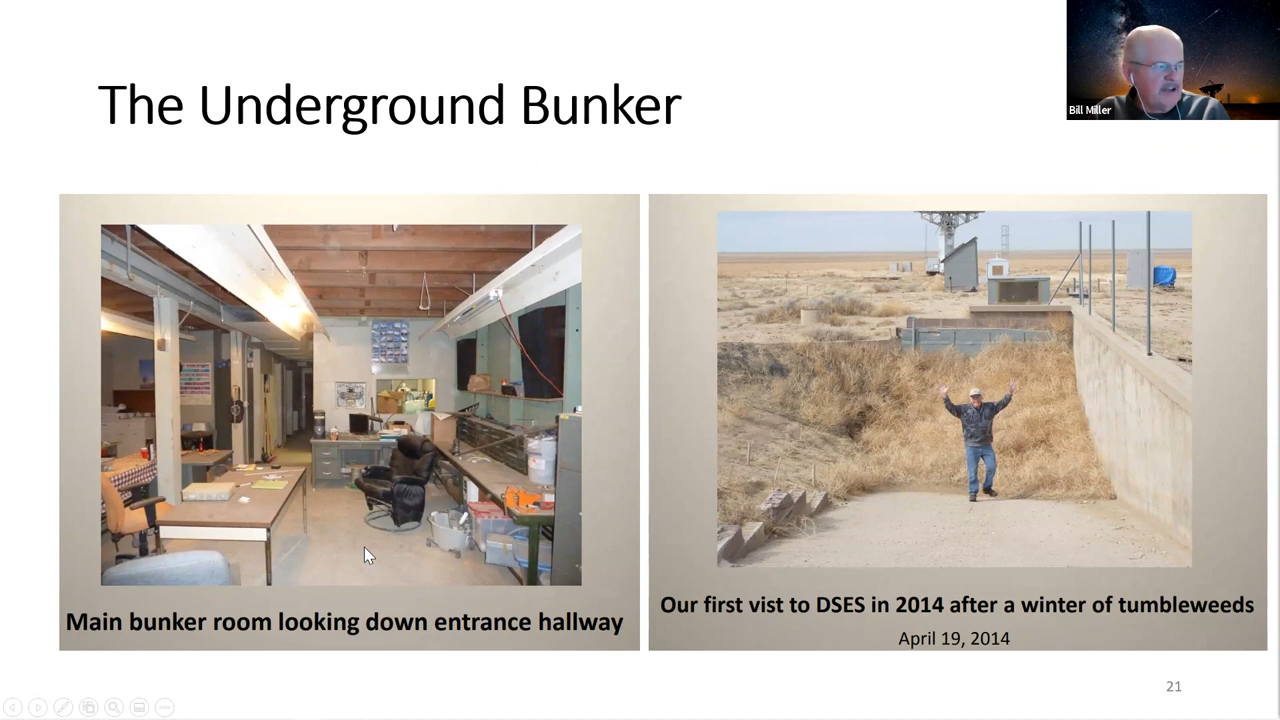 The Underground Bunker
Bill Miller
Main bunker room looking down entrance hallway
Our first vist to DSES in 2014 after a winter of tumbleweeds
April 19, 2014
21